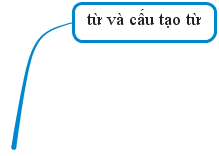 từ và cấu tạo từ